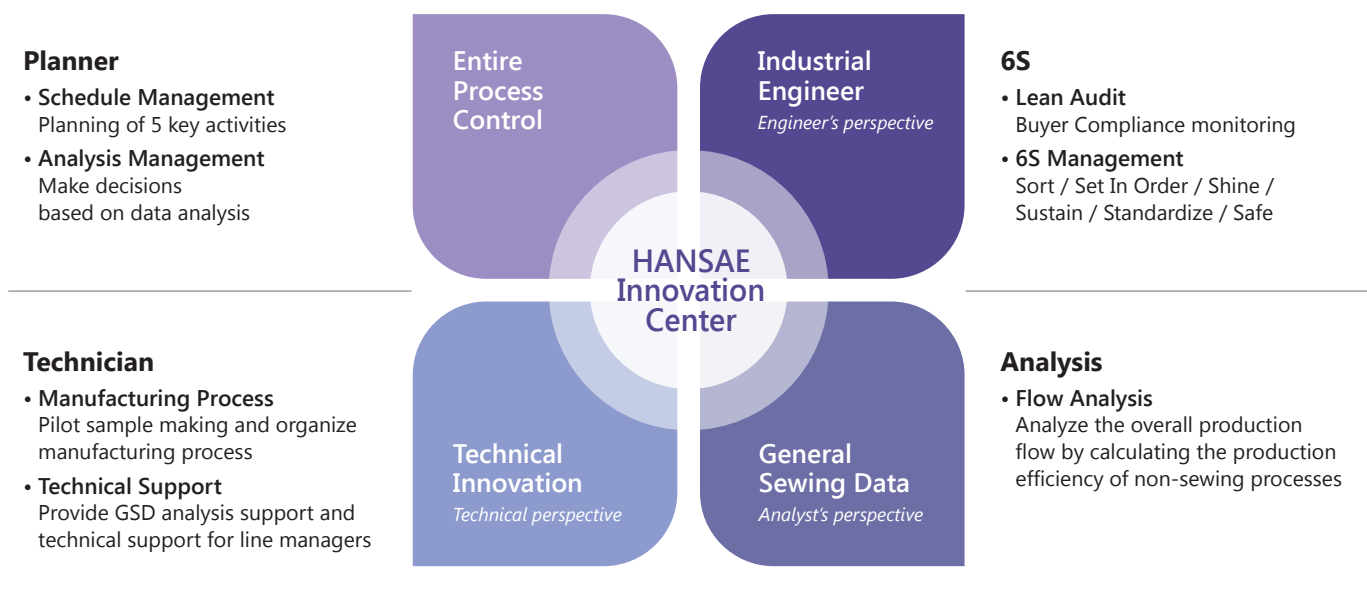 Planner
• Schedule Management
Planning of 5 key activities
• Analysis Management
Make decisions
based on data analysis
Entire
Process
Control
Industrial
Engineer
Engineer's perspective
6S
• Lean Audit
Buyer Compliance monitoring
• 6S Management
Sort / Set In Order / Shine /
Sustain / Standardize / Safe
HANSAE
Innovation
Center
Technician
• Manufacturing Process
Pilot sample making and organize
manufacturing process
• Technical Support
Provide GSD analysis support and
technical support for line managers
Technical
Innovation
Technical perspective
General
Sewing Data
Analyst's perspective
Analysis
• Flow Analysis
Analyze the overall production
flow by calculating the production
efficiency of non-sewing processes